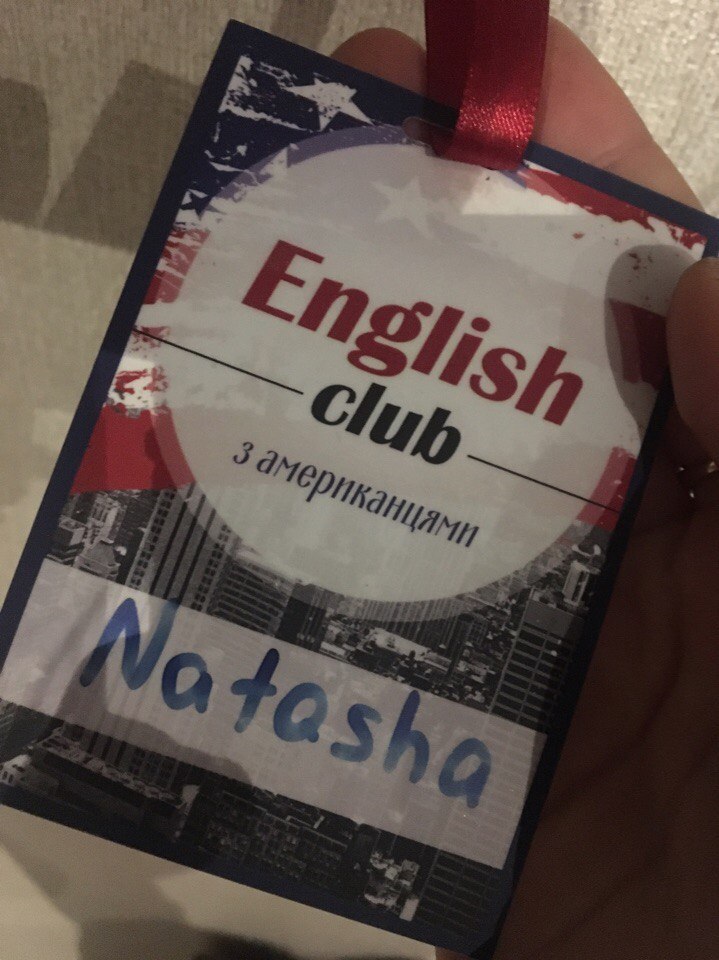 English
club
з американцями
Natasha